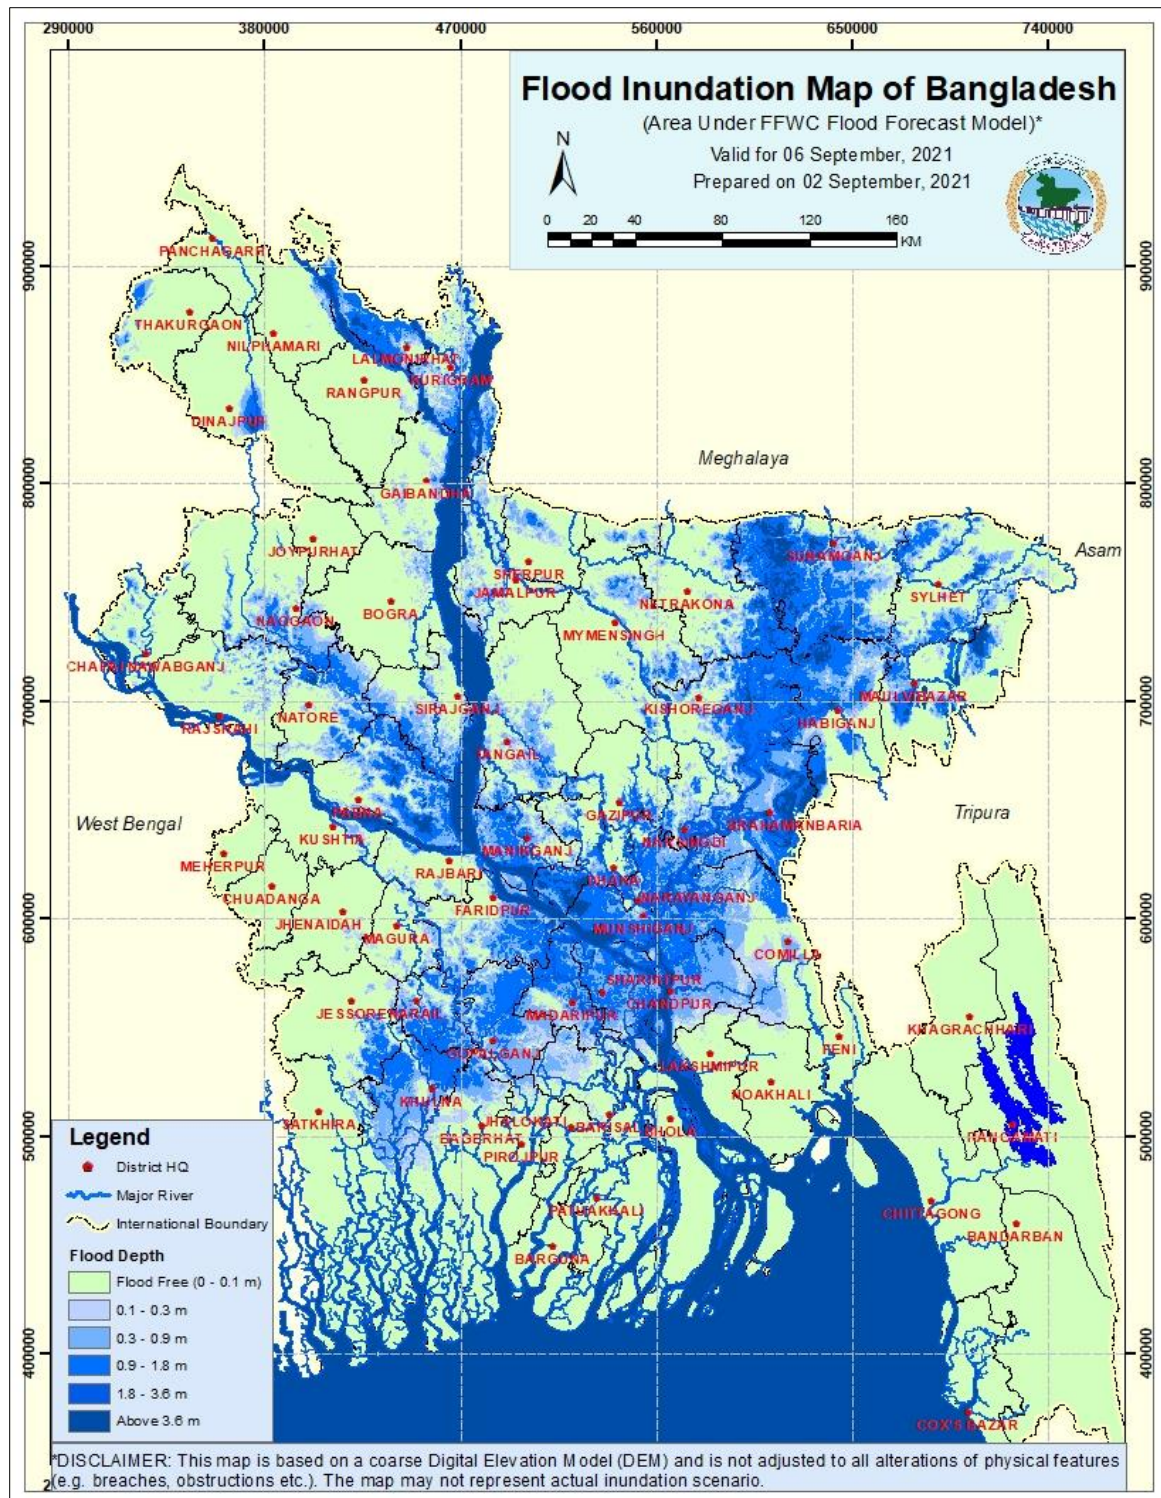 290000 380000 470000 560000 650000 740000
Flood Inundation Map of Bangladesh
(Area Under FFWC Flood Forecast Model)*
Valid for 06 September, 2021
Prepared on 02 September, 2021
N
0 20 40 80 120 160
KM
900000 900000
PANCHAGARH
THAKURGAON
NILPHAMARI
LALMONIRHAT
KURIGRAM
RANGPUR
DINAJPUR
Meghalaya
800000 800000
GAIBANDHA
JOYPURHAT
SUNAMGANJ
Asam
SHERPUR
JAMALPUR
SYLHET
NETRAKONA
BOGRA
NAOGAON
MYMENSINGH
CHAPAINAWABGANJ
MAULVIBAZAR
700000 700000
SIRAJGANJ
KISHOREGANJ
NATORE
HABIGANJ
RAJSHAHI
TANGAIL
PABNA
GAZIPUR
Tripura
West Bengal
BRAHAMANBARIA
KUSHTIA
NARSINGDI
MANIKGANJ
MEHERPUR
RAJBARI
DHAKA
CHUADANGA
NARAYANGANJ
FARIDPUR
600000 600000
JHENAIDAH
MUNSHIGANJ
MAGURA
COMILLA
SHARIATPUR
CHANDPUR
JESSORE NARAIL
MADARIPUR
KHAGRACHHARI
GOPALGANJ
FENI
LAKSHMIPUR
NOAKHALI
KHULNA
SATKHIRA
JHALOKATI
BARISAL
BHOLA
500000 500000
BAGERHAT
RANGAMATI
PIROJPUR
PATUAKHALI
CHITTAGONG
BANDARBAN
BARGUNA
Legend
District HQ
Major River
International Boundary
Flood Depth
Flood Free (0 - 0.1 m)
0.1 - 0.3 m
0.3 - 0.9 m
400000 400000
0.9 - 1.8 m
1.8 - 3.6 m
Above 3.6 m
COX'S BAZAR
*DISCLAIMER: This map is based on a coarse Digital Elevation Model (DEM) and is not adjusted to all alterations of physical features
(e.g. breaches, obstructions etc.). The map may not represent actual inundation scenario.